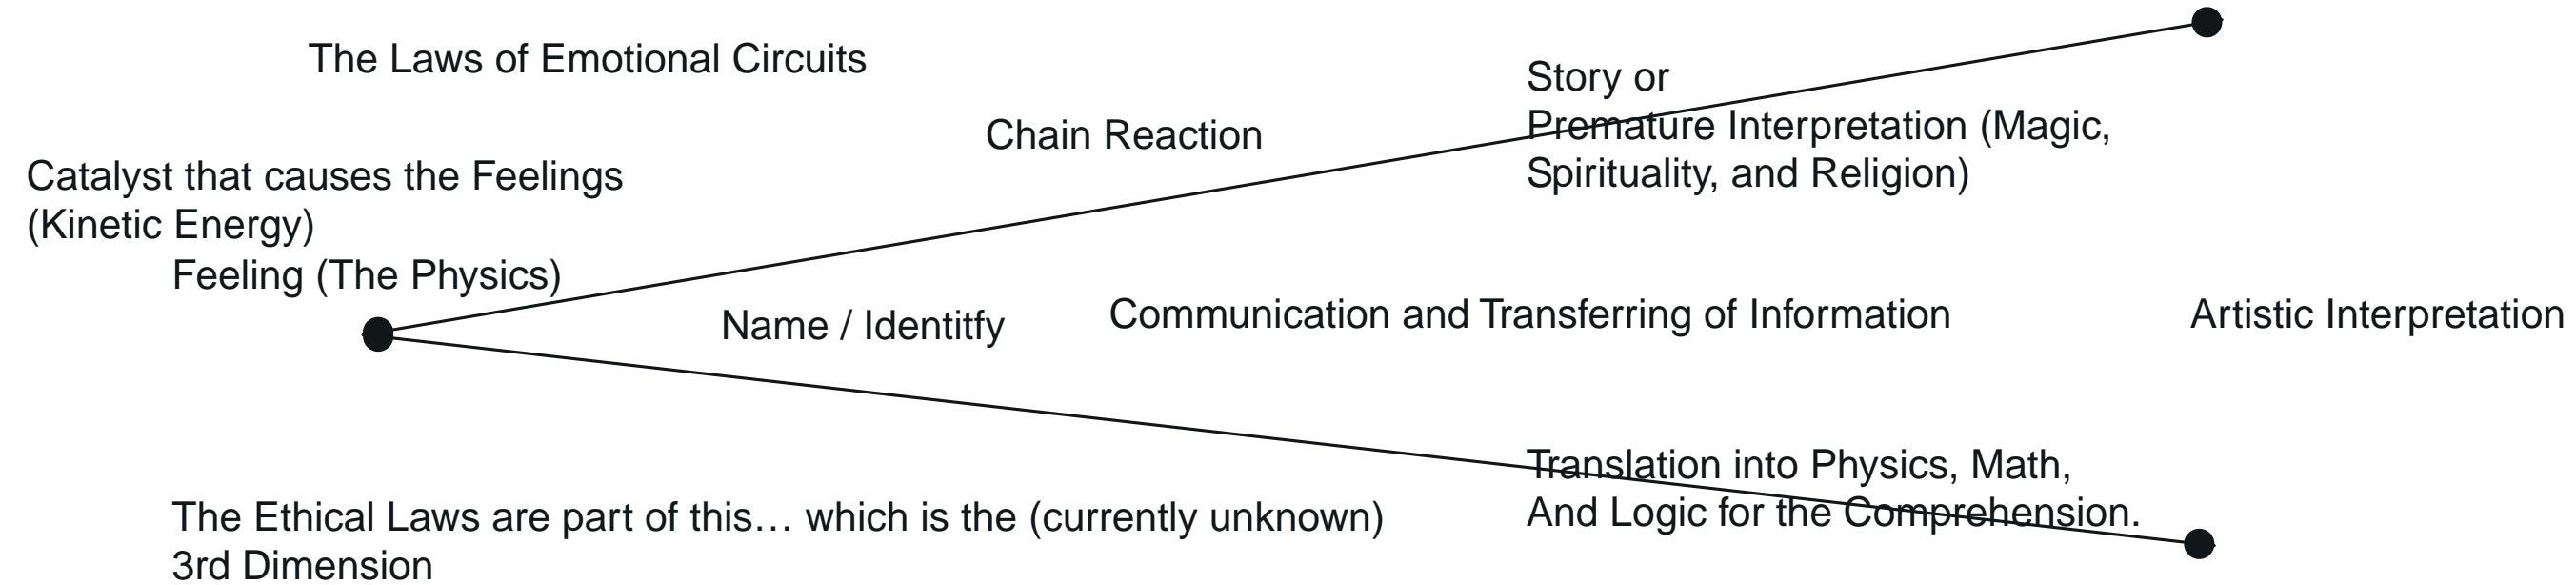 The Laws of Emotional Circuits
Chain Reaction
Story or
Premature Interpretation (Magic,
Spirituality, and Religion)
Catalyst that causes the Feelings
(Kinetic Energy)
Feeling (The Physics)
Name / Identitfy
Communication and Transferring of Information
Artistic Interpretation
Translation into Physics, Math,
And Logic for the Comprehension.
The Ethical Laws are part of this… which is the (currently unknown)
3rd Dimension